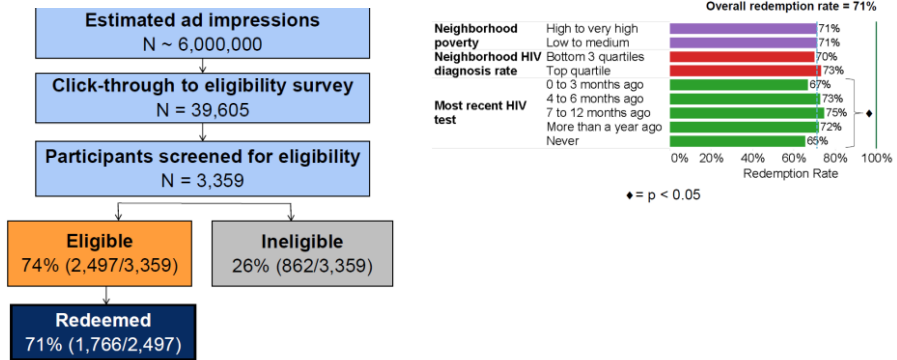 Estimated ad impressions
N ~ 6,000,000
Click-through to eligibility survey
N = 39,605
Participants screened for eligibility
N = 3,359
Eligible
74% (2,497/3,359)
Ineligible
26% (862/3,359)
Redeemed
71% (1,766/2,497)
Overall redemption rate = 71%
Neighborhood poverty
High to very high 71%
Low to medium 71%
Neighborhood HIV diagnosis rate
Bottom 3 quartiles 70%
Top quartile 73%
Most recent HIV test
0 to 3 months ago 67%
4 to 6 months ago 73%
7 to 12 months ago 75%
More than a year ago 72%
Never 65%
♦
0% 20% 40% 60% 80% 100%
Redemption Rate
♦ = p < 0.05